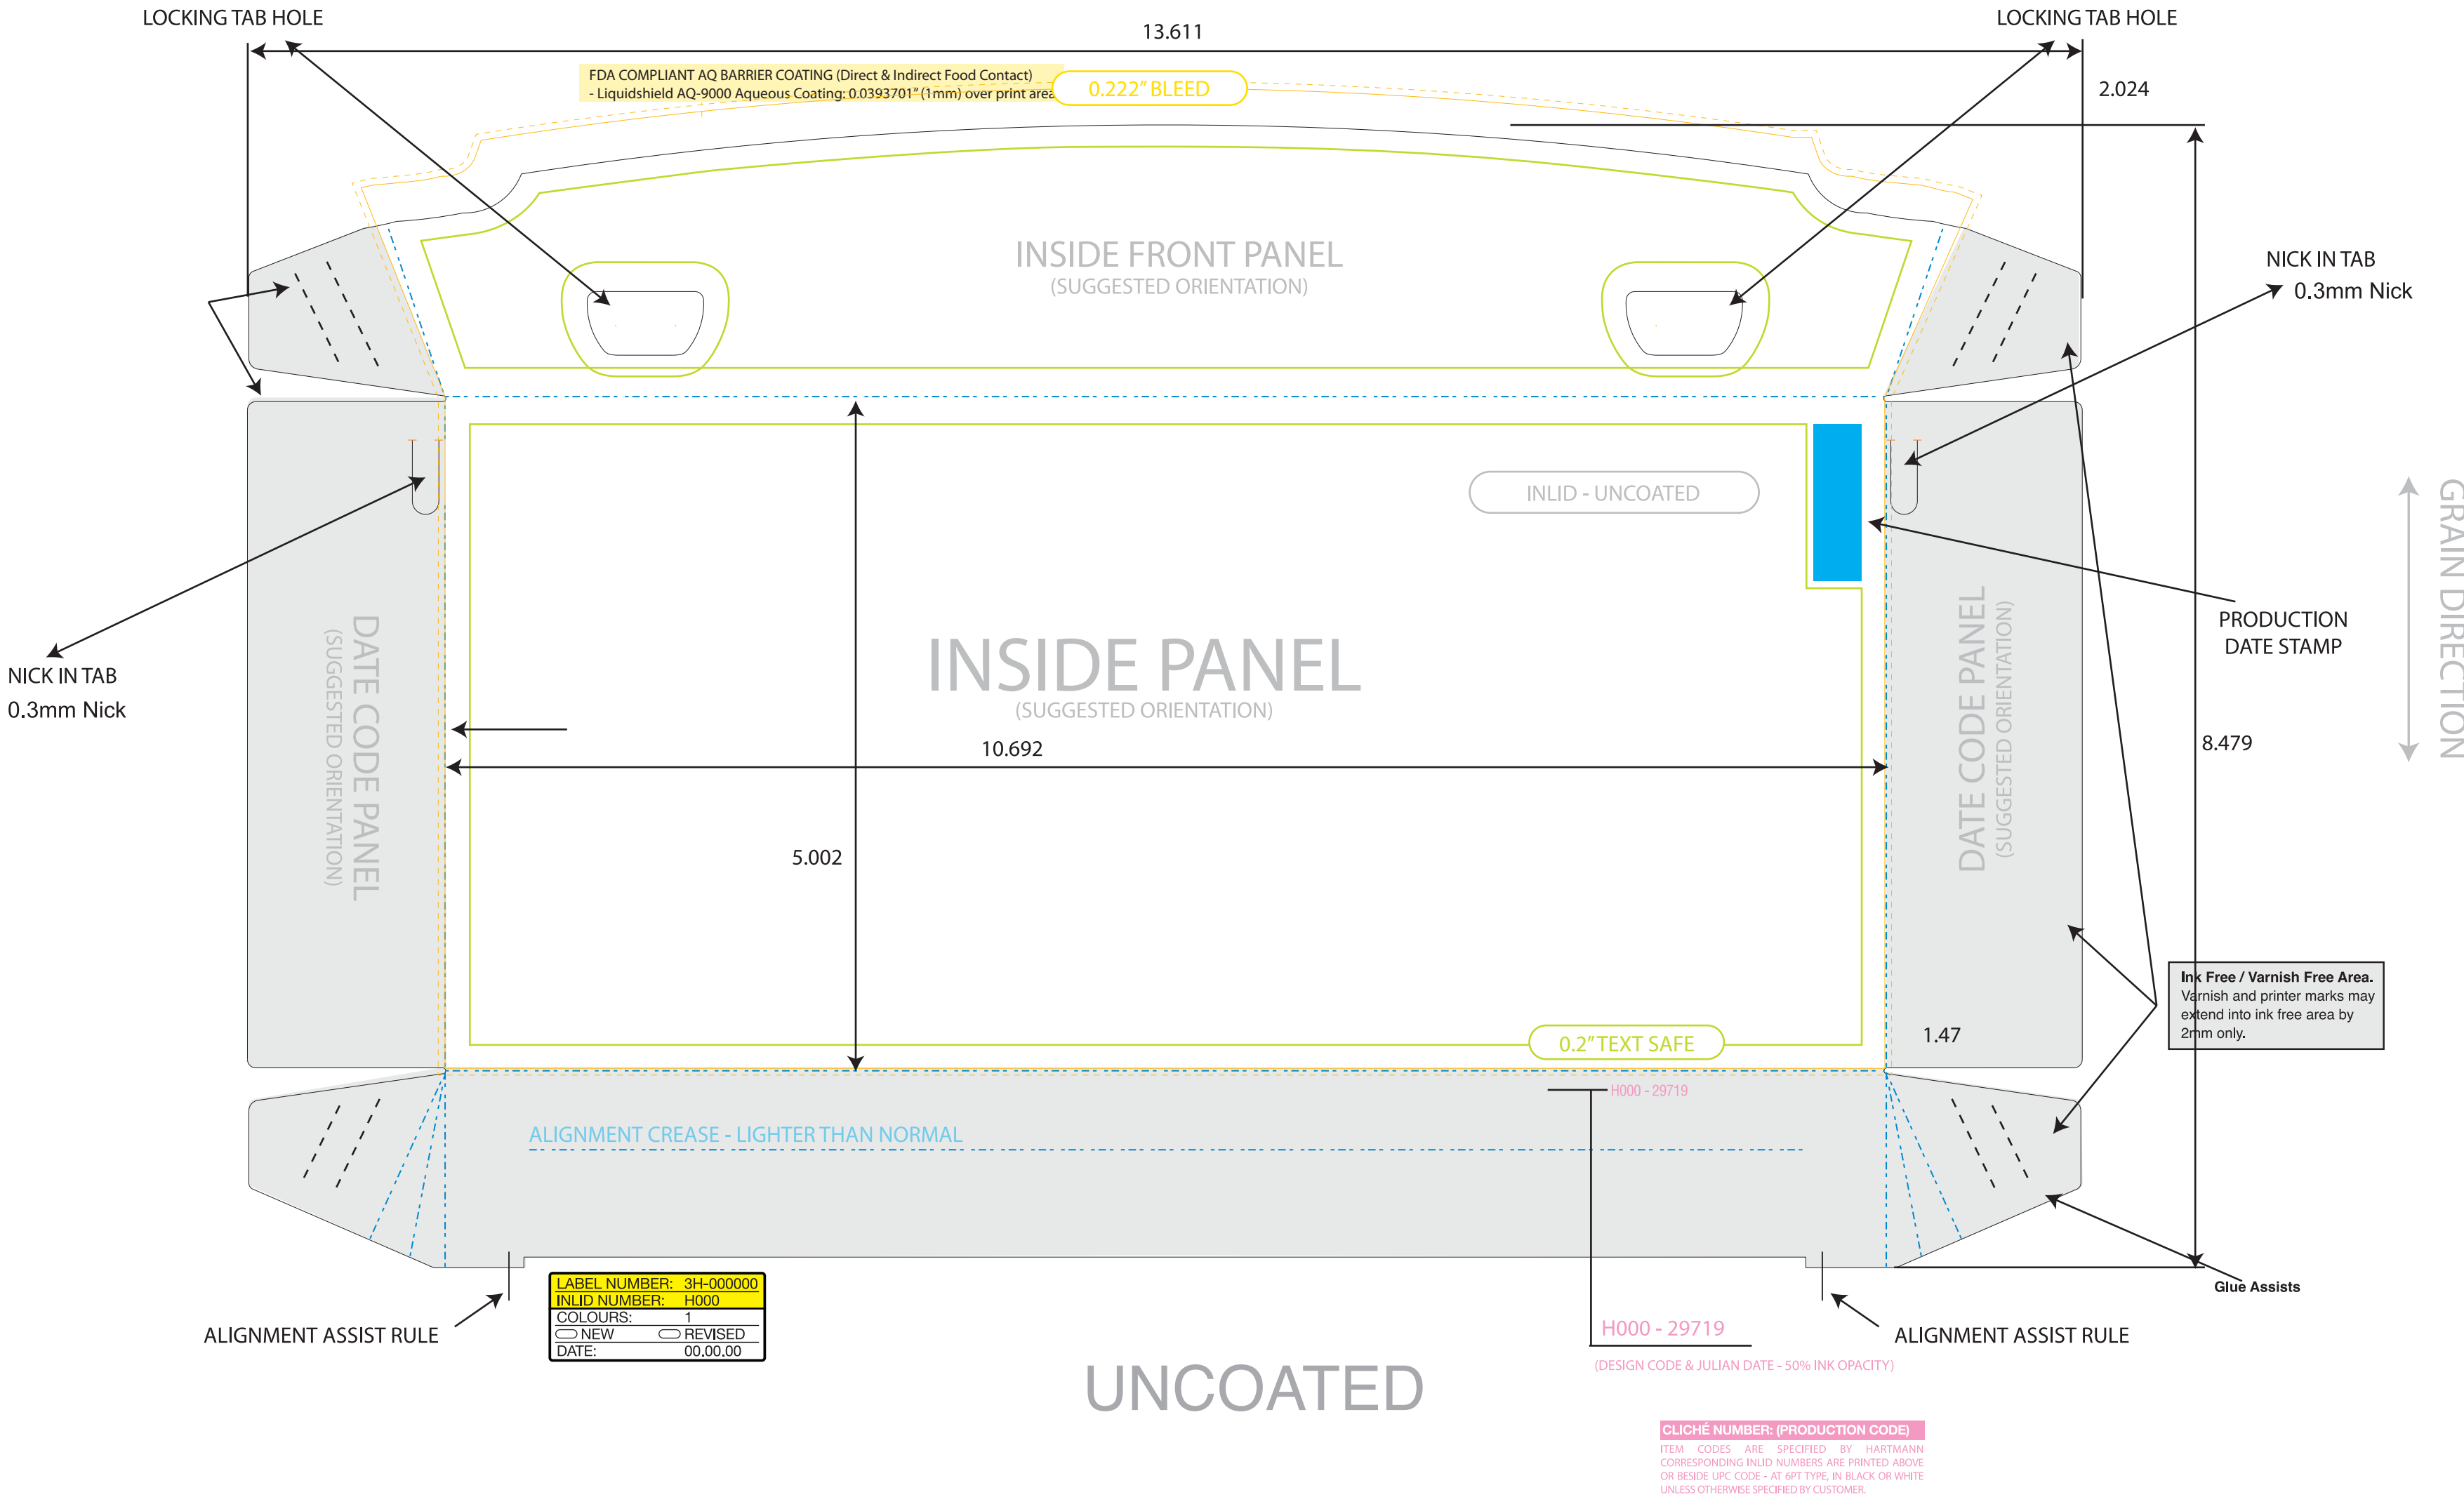 LOCKING TAB HOLE
LOCKING TAB HOLE
13.611
FDA COMPLIANT AQ BARRIER COATING (Direct & Indirect Food Contact)
- Liquidshield AQ-9000 Aqueous Coating: 0.0393701” (1mm) over print area
0.222” BLEED
2.024
INSIDE FRONT PANEL
(SUGGESTED ORIENTATION)
NICK IN TAB
0.3mm Nick
INLID - UNCOATED
GRAIN DIRECTION
PRODUCTION
DATE STAMP
DATE CODE PANEL
(SUGGESTED ORIENTATION)
NICK IN TAB
0.3mm Nick
INSIDE PANEL
(SUGGESTED ORIENTATION)
DATE CODE PANEL
(SUGGESTED ORIENTATION)
10.692
8.479
5.002
Ink Free / Varnish Free Area.
Varnish and printer marks may
extend into ink free area by
2mm only.
0.2” TEXT SAFE
1.47
H000 - 29719
ALIGNMENT CREASE - LIGHTER THAN NORMAL
Glue Assists
LABEL NUMBER: 3H-000000
INLID NUMBER: H000
COLOURS: 1
NEW REVISED
DATE: 00.00.00
ALIGNMENT ASSIST RULE
H000 - 29719
ALIGNMENT ASSIST RULE
(DESIGN CODE & JULIAN DATE - 50% INK OPACITY)
UNCOATED
CLICHÉ NUMBER: (PRODUCTION CODE)
ITEM CODES ARE SPECIFIED BY HARTMANN
CORRESPONDING INLID NUMBERS ARE PRINTED ABOVE
OR BESIDE UPC CODE - AT 6PT TYPE, IN BLACK OR WHITE
UNLESS OTHERWISE SPECIFIED BY CUSTOMER.